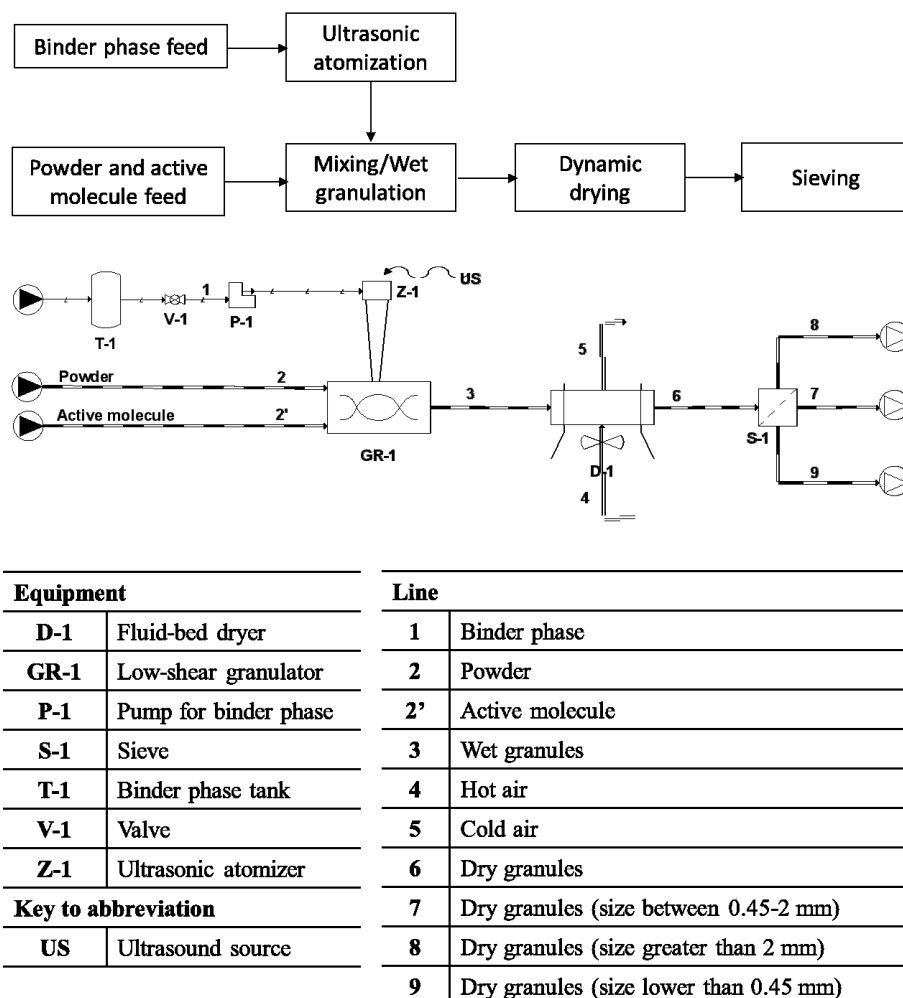 Binder phase feed
Ultrasonic
atomization
Powder and active
molecule feed
Mixing/Wet
granulation
Dynamic
drying
Sieving
US
Z-1
1
V-1
P-1
T-1
Powder
2
Active molecule
2'
GR-1
3
5
D-1
4
6
S-1
8
7
9
Equipment
D-1 Fluid-bed dryer
GR-1 Low-shear granulator
P-1 Pump for binder phase
S-1 Sieve
T-1 Binder phase tank
V-1 Valve
Z-1 Ultrasonic atomizer
Key to abbreviation
US Ultrasound source
Line
1 Binder phase
2 Powder
2’ Active molecule
3 Wet granules
4 Hot air
5 Cold air
6 Dry granules
7 Dry granules (size between 0.45-2 mm)
8 Dry granules (size greater than 2 mm)
9 Dry granules (size lower than 0.45 mm)